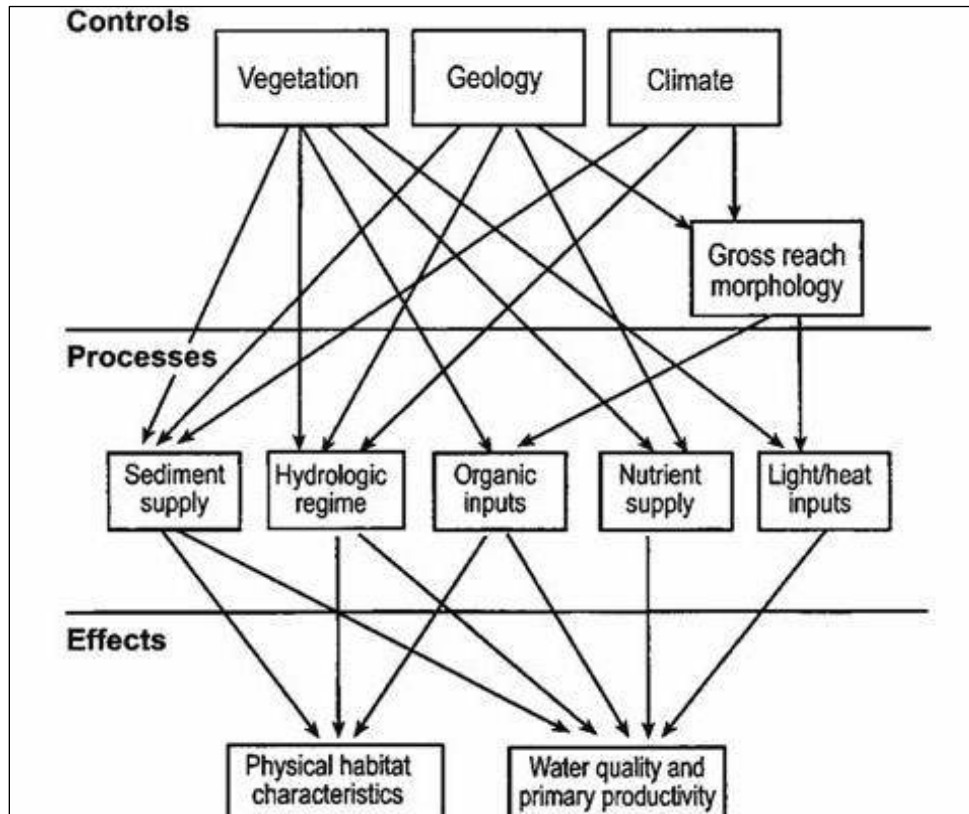 Controls
Vegetation
Geology
Climate
Gross reach
morphology
Processes
Sediment
supply
Hydrologic
regime
Organic
inputs
Nutrient
supply
Light/heat
inputs
Effects
Physical habitat
characteristics
Water quality and
primary productivity